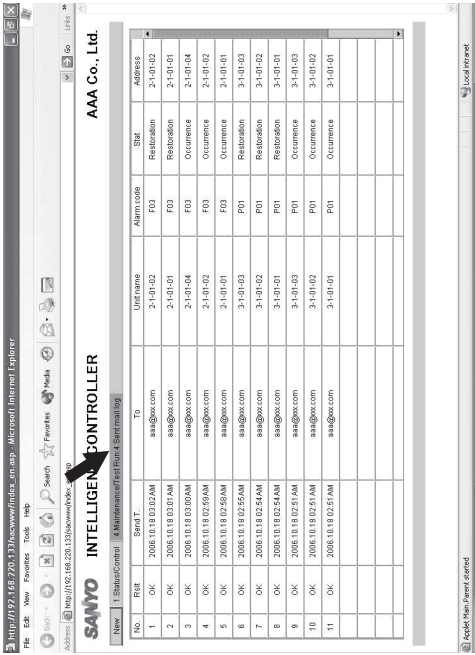 http://192.168.220.133/sacwww/index_en.asp - Microsoft Internet Explorer
File Edit View Favorites Tools Help
Back Search Favorites Media
Address http://192.168.220.133/sacwww/index_ .asp Go Links
SANYO INTELLIGEN CONTROLLER AAA Co., Ltd.
New 1.Status/Control 4.Maintenance/Test Run.4 Sent mail log
No. Rslt Send T. To Unit name Alarm code Stat Address
1 OK 2006.10.18 03:02AM aaa@xx.com 2-1-01-02 F03 Restoration 2-1-01-02
2 OK 2006.10.18 03:01AM aaa@xx.com 2-1-01-01 F03 Restoration 2-1-01-01
3 OK 2006.10.18 03:00AM aaa@xx.com 2-1-01-04 F03 Occurrence 2-1-01-04
4 OK 2006.10.18 02:59AM aaa@xx.com 2-1-01-02 F03 Occurrence 2-1-01-02
5 OK 2006.10.18 02:58AM aaa@xx.com 2-1-01-01 F03 Occurrence 2-1-01-01
6 OK 2006.10.18 02:55AM aaa@xx.com 3-1-01-03 P01 Restoration 3-1-01-03
7 OK 2006.10.18 02:54AM aaa@xx.com 3-1-01-02 P01 Restoration 3-1-01-02
8 OK 2006.10.18 02:54AM aaa@xx.com 3-1-01-01 P01 Restoration 3-1-01-01
9 OK 2006.10.18 02:51AM aaa@xx.com 3-1-01-03 P01 Occurrence 3-1-01-03
10 OK 2006.10.18 02:51AM aaa@xx.com 3-1-01-02 P01 Occurrence 3-1-01-02
11 OK 2006.10.18 02:51AM aaa@xx.com 3-1-01-01 P01 Occurrence 3-1-01-01
Applet Main.Parent started Local intranet